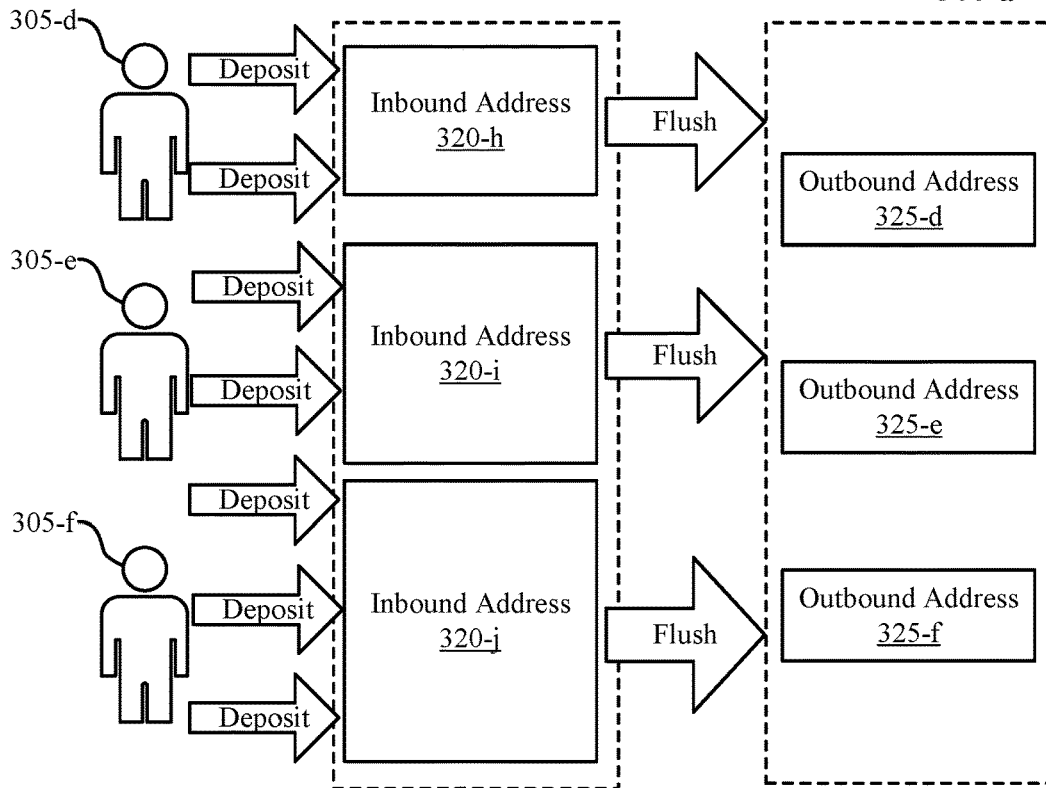 305-d
Deposit
Deposit
Inbound Address
320-h
Flush
Outbound Address
325-d
305-e
Deposit
Deposit
Inbound Address
320-i
Flush
Outbound Address
325-e
305-f
Deposit
Deposit
Deposit
Inbound Address
320-j
Flush
Outbound Address
325-f